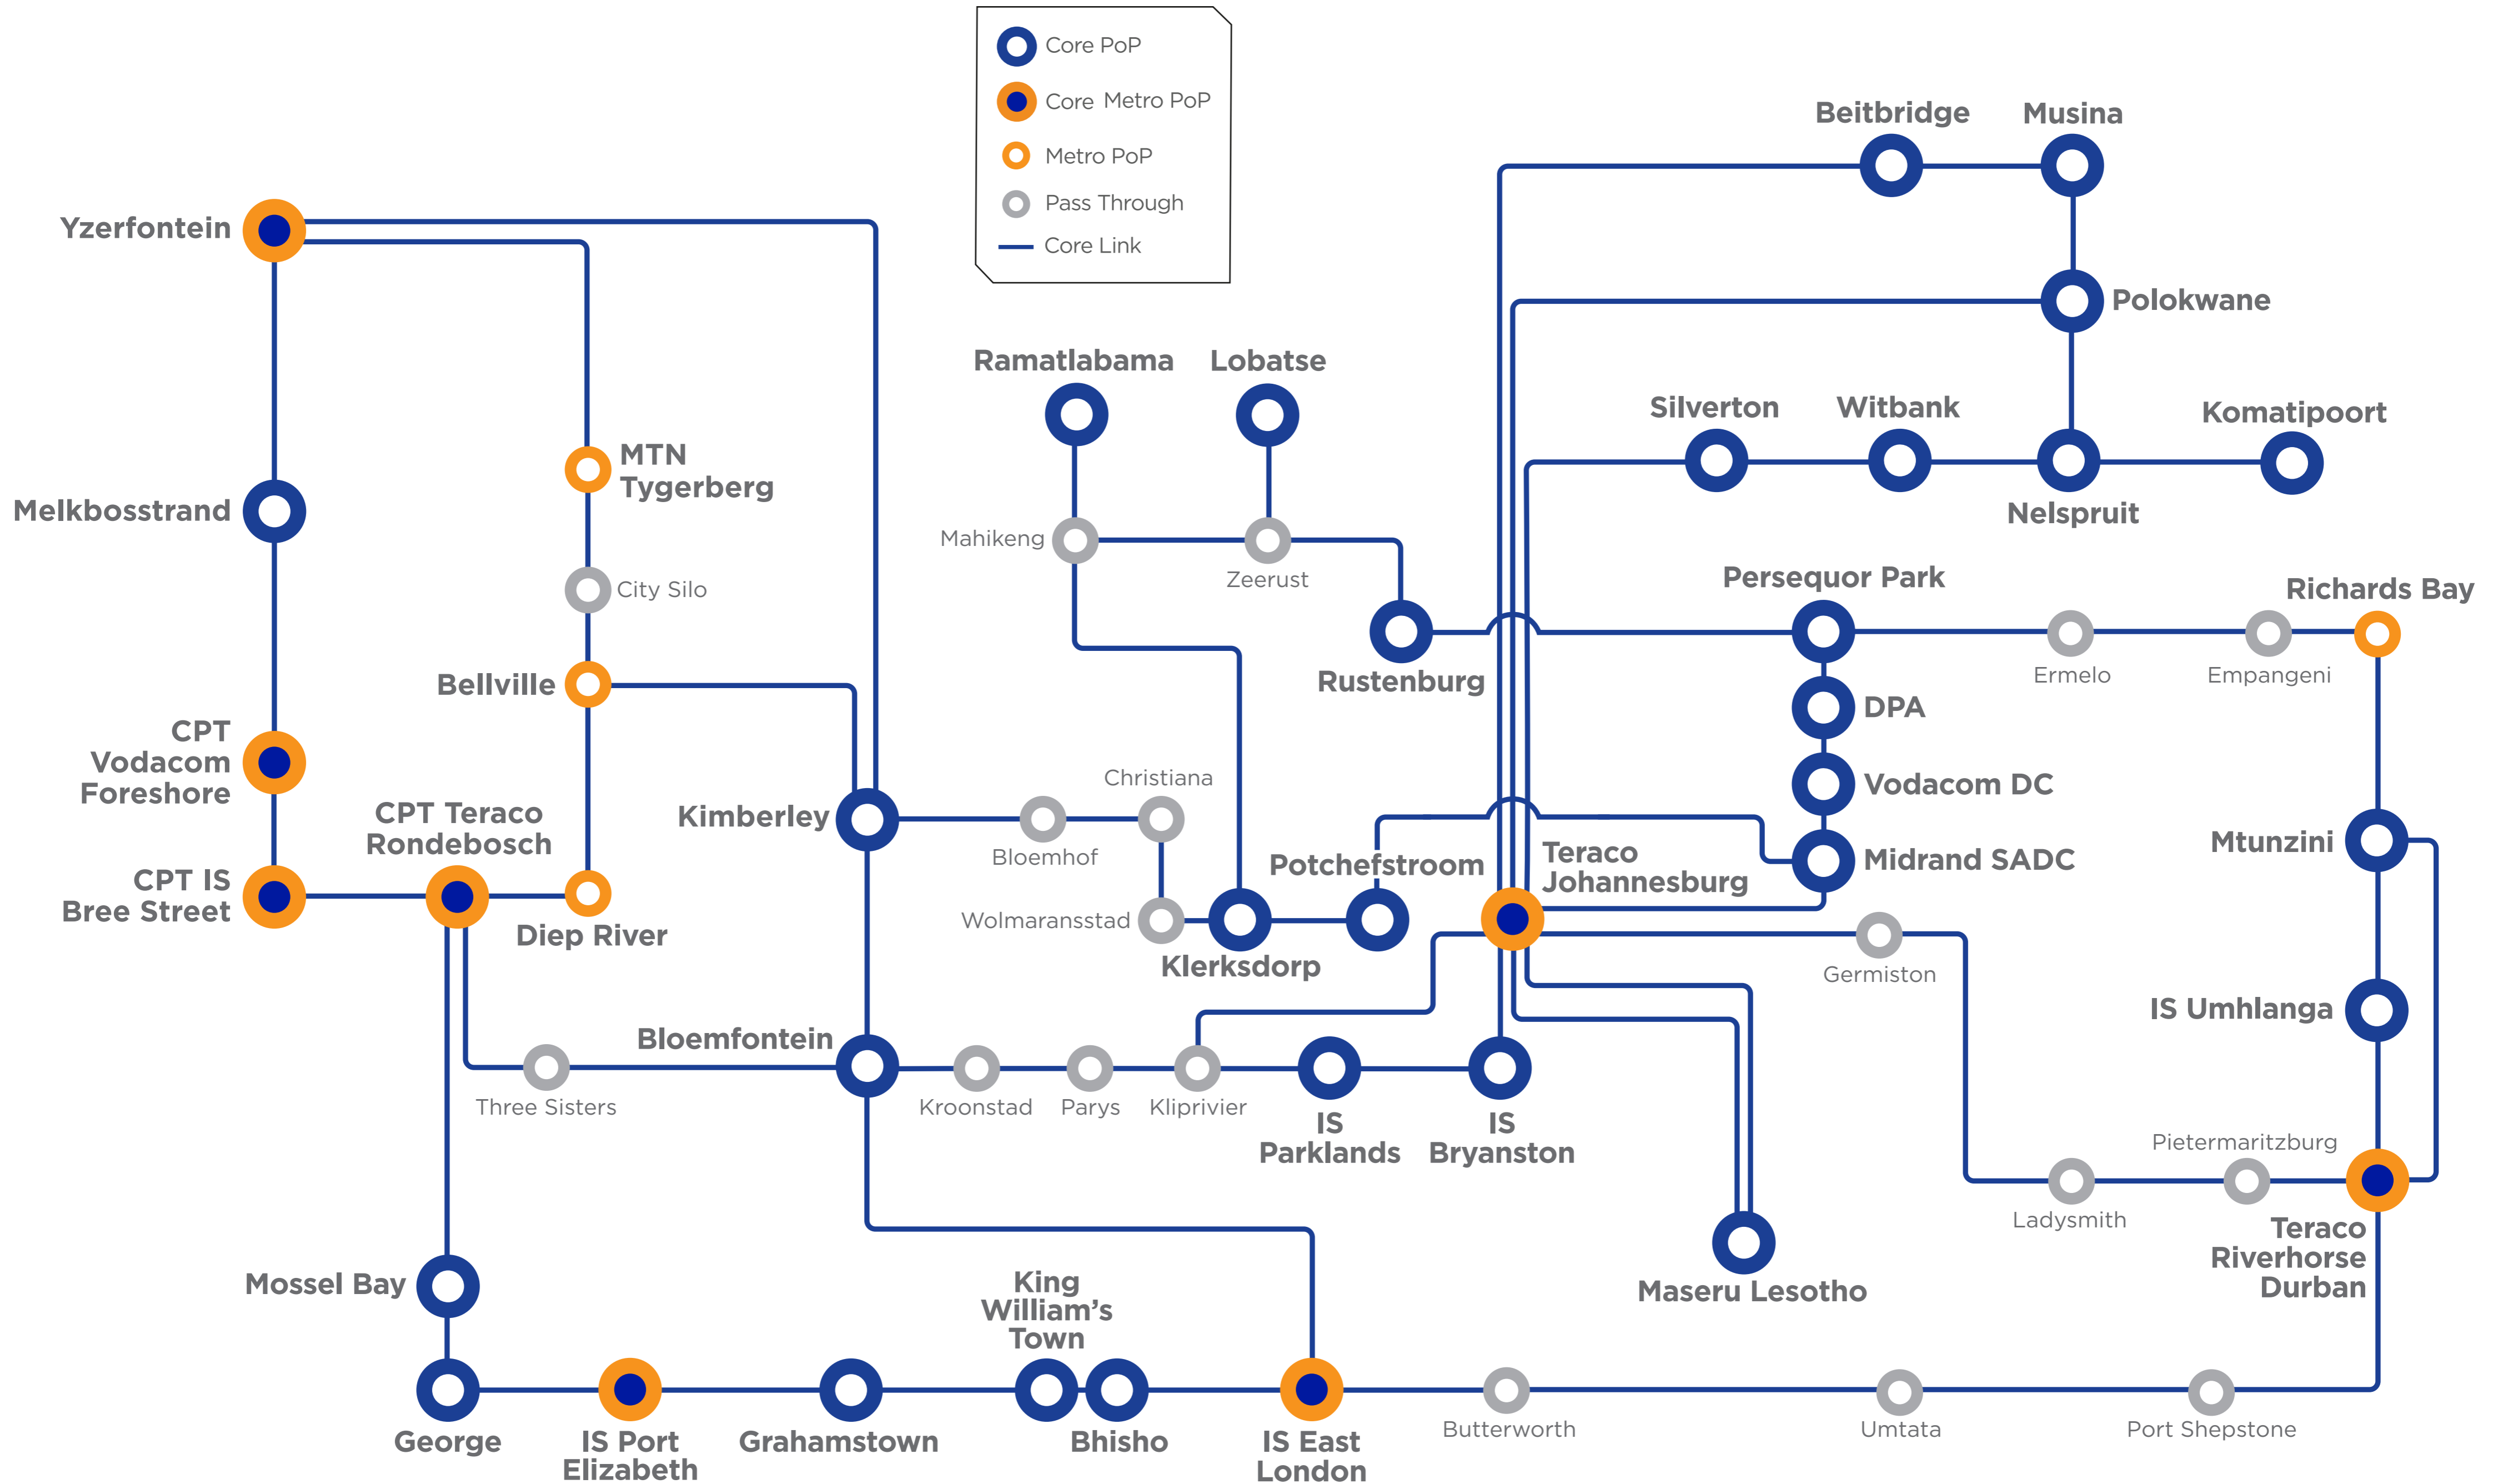 Core PoP
Core Metro PoP
Metro PoP
Pass Through
Core Link
Beitbridge
Musina
Yzerfontein
Polokwane
Ramatlabama
Lobatse
Silverton
Witbank
Komatipoort
MTN
Tygerberg
Melkbosstrand
Nelspruit
Mahikeng
Zeerust
Persequor Park
City Silo
Richards Bay
Rustenburg
Ermelo
Empangeni
Bellville
DPA
CPT
Vodacom
Foreshore
Christiana
Vodacom DC
CPT Teraco
Rondebosch
Kimberley
Bloemhof
Potchefstroom
Teraco
Johannesburg
Midrand SADC
Mtunzini
CPT IS
Bree Street
Wolmaransstad
Diep River
Klerksdorp
Germiston
IS Umhlanga
Bloemfontein
Three Sisters
Kroonstad
Parys
Kliprivier
IS
Parklands
IS
Bryanston
Pietermaritzburg
Ladysmith
Teraco
Riverhorse
Durban
Mossel Bay
King
William’s
Town
Maseru Lesotho
George
IS Port
Elizabeth
Grahamstown
Bhisho
IS East
London
Butterworth
Umtata
Port Shepstone